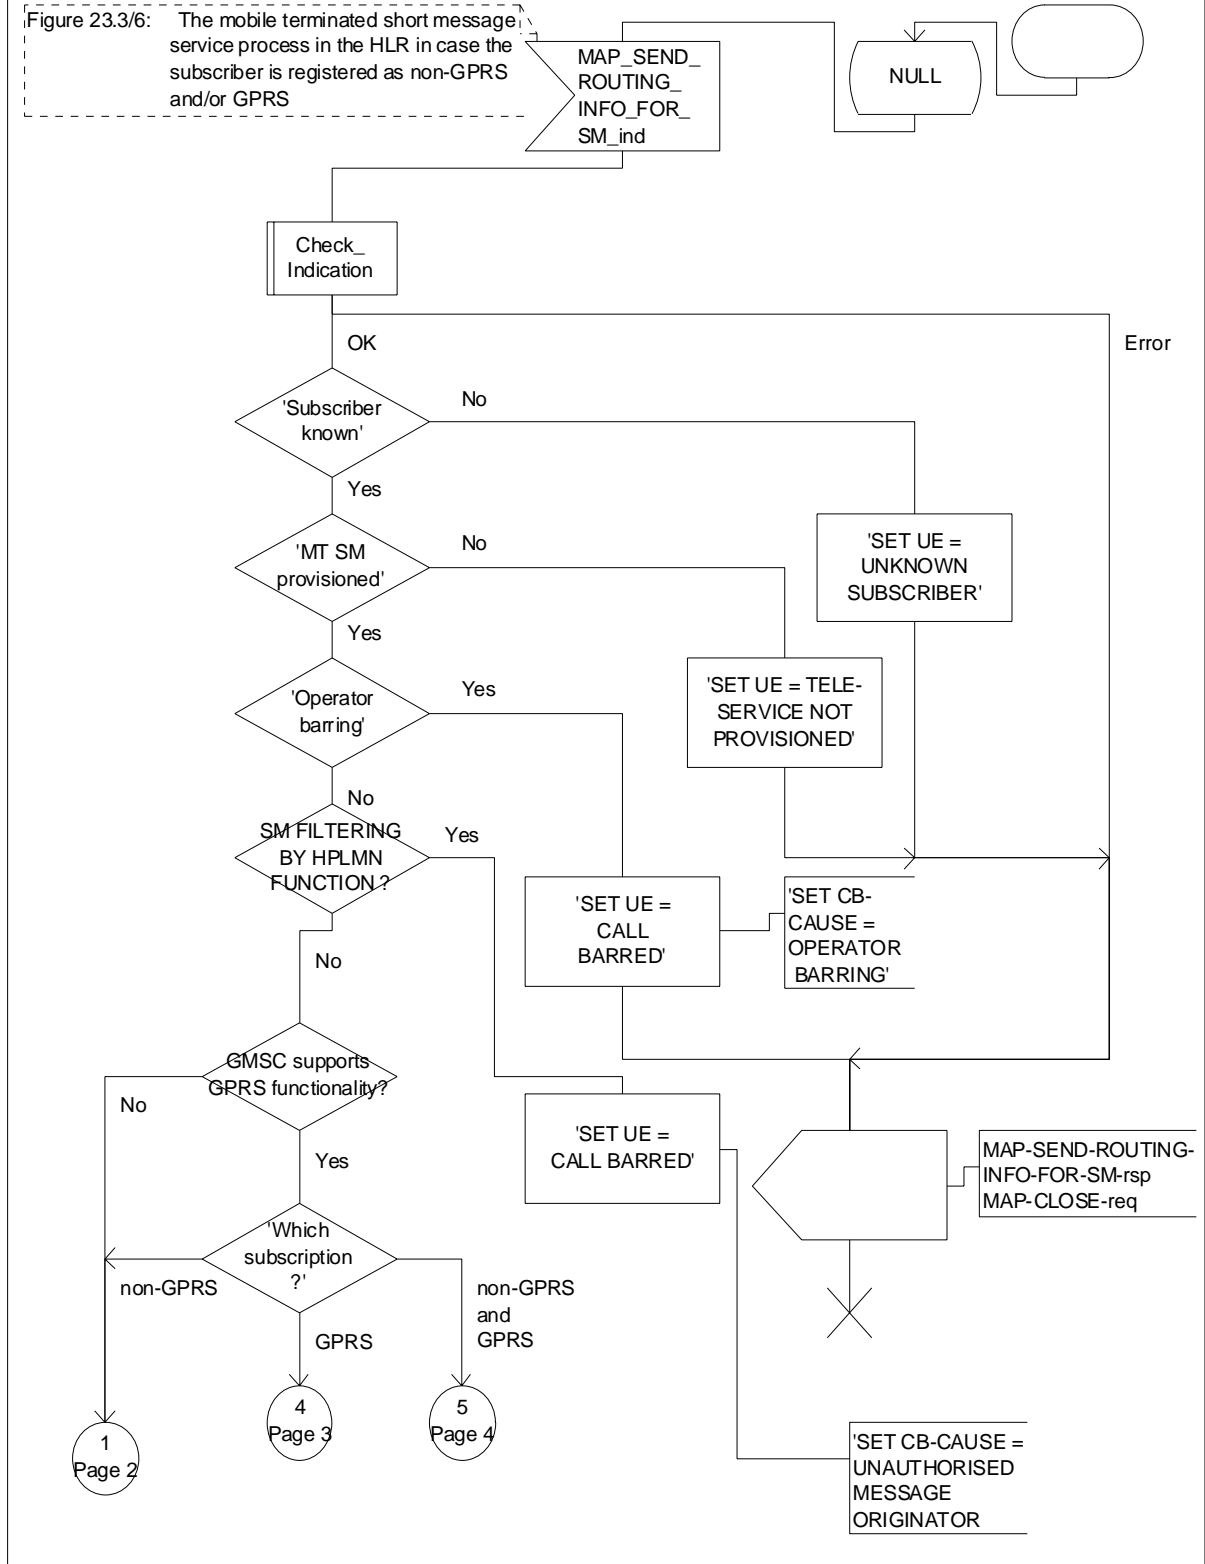 Figure 23.3/6: The mobile terminated short message
service process in the HLR in case the
subscriber is registered as non-GPRS
and/or GPRS
MAP_SEND_
ROUTING_
INFO_FOR_
SM_ind
NULL
Check_
Indication
OK
Error
'Subscriber
known'
No
Yes
'MT SM
provisioned'
No
'SET UE =
UNKNOWN
SUBSCRIBER'
Yes
'Operator
barring'
Yes
'SET UE = TELE-
SERVICE NOT
PROVISIONED'
No
SM FILTERING
BY HPLMN
FUNCTION ?
Yes
'SET UE =
CALL
BARRED'
'SET CB-
CAUSE =
OPERATOR
BARRING'
No
GMSC supports
GPRS functionality?
No
Yes
'SET UE =
CALL BARRED'
MAP-SEND-ROUTING-
INFO-FOR-SM-rsp
MAP-CLOSE-req
'Which
subscription
?'
non-GPRS
GPRS
non-GPRS
and
GPRS
1
Page 2
4
Page 3
5
Page 4
'SET CB-CAUSE =
UNAUTHORISED
MESSAGE
ORIGINATOR